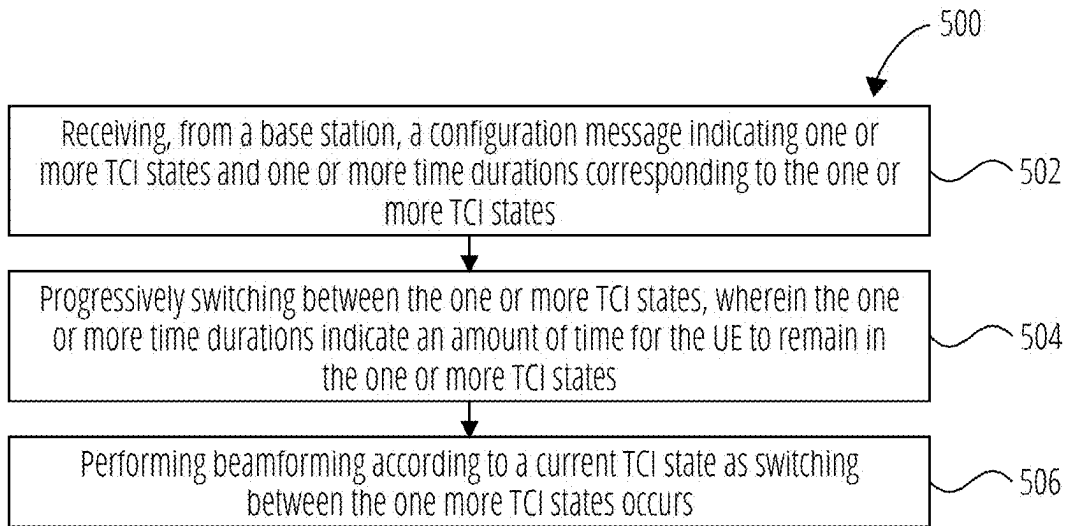 500
Receiving, from a base station, a configuration message indicating one or
more TCI states and one or more time durations corresponding to the one or
more TCI states
502
Progressively switching between the one or more TCI states, wherein the one
or more time durations indicate an amount of time for the UE to remain in
the one or more TCI states
504
Performing beamforming according to a current TCI state as switching
between the one more TCI states occurs
506